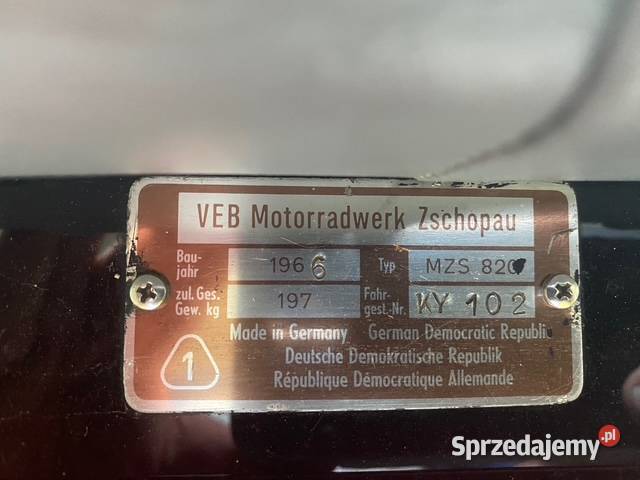 VEB Motorradwerk Zschopau
Bau-
jahr
1966
Typ
MZS 820
zul. Ges.
Gew. kg
197
Fahr-
gest.-Nr.
KY 102
Made in Germany German Democratic Republi
Deutsche Demokratische Republik
République Démocratique Allemande
1
Sprzedajemy.pl